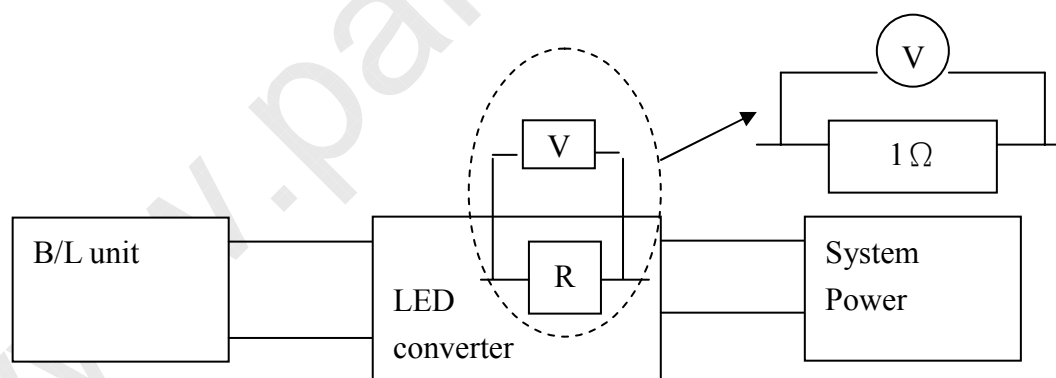 V
1Ω
V
B/L unit
R
LED
converter
System
Power